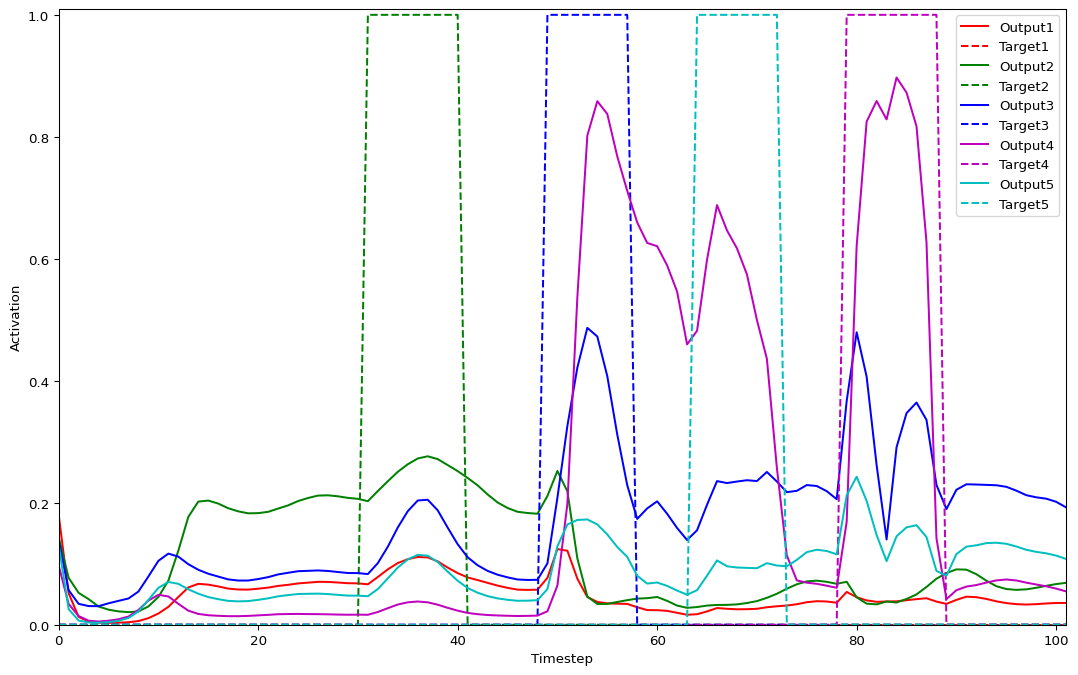 1.0
0.8
0.6
0.4
0.2
0.0
Activation
0 20 40 60 80 100
Timestep
Output1
Target1
Output2
Target2
Output3
Target3
Output4
Target4
Output5
Target5